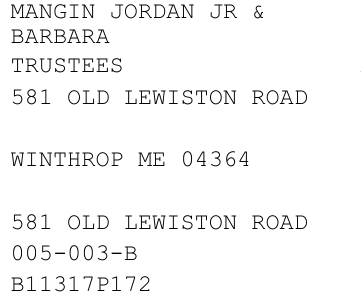 MANGIN JORDAN JR &
BARBARA
TRUSTEES
581 OLD LEWISTON ROAD
WINTHROP ME 04364
581 OLD LEWISTON ROAD
005-003-B
B11317P172